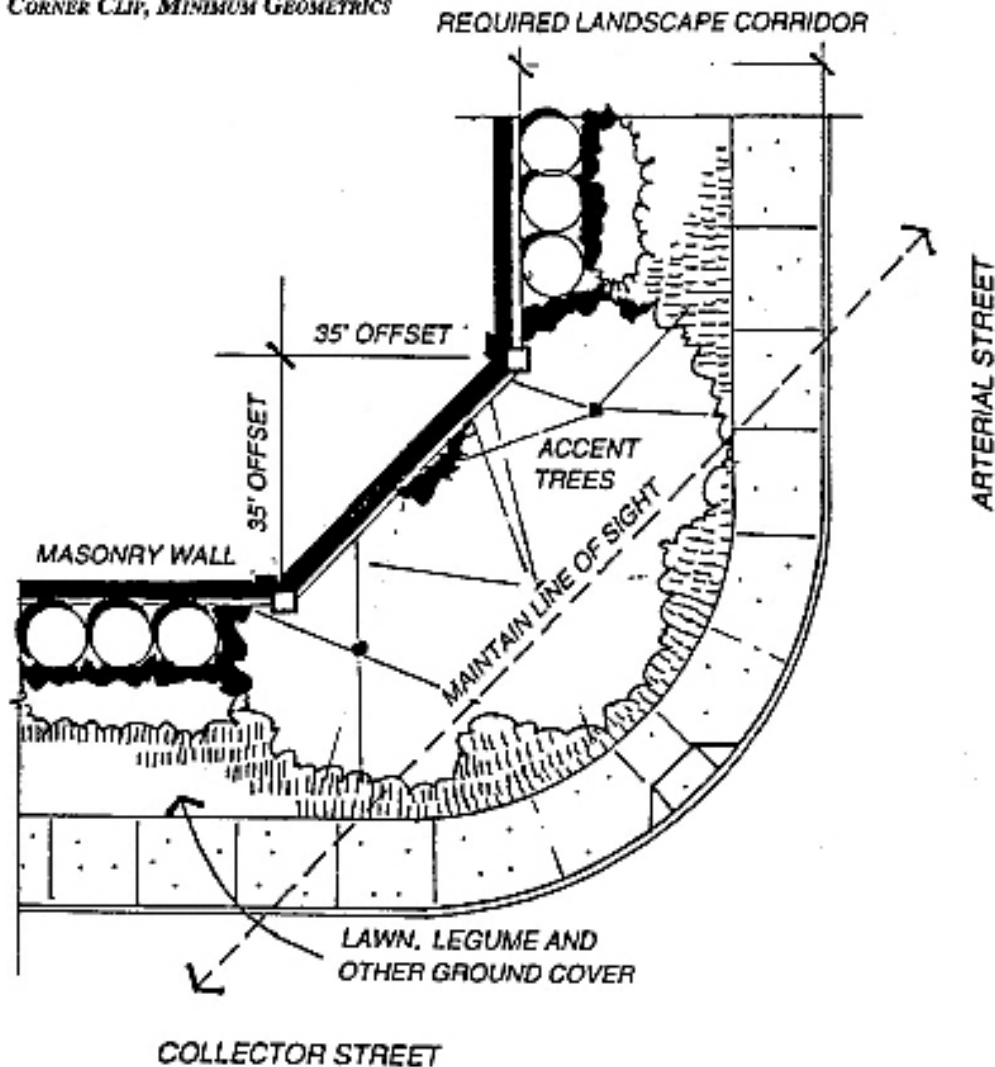 CORNER CLIP, MINIMUM GEOMETRICS
REQUIRED LANDSCAPE CORRIDOR
35' OFFSET
35' OFFSET
ARTERIAL STREET
ACCENT
TREES
MASONRY WALL
MAINTAIN LINE OF SIGHT
LAWN, LEGUME AND
OTHER GROUND COVER
COLLECTOR STREET